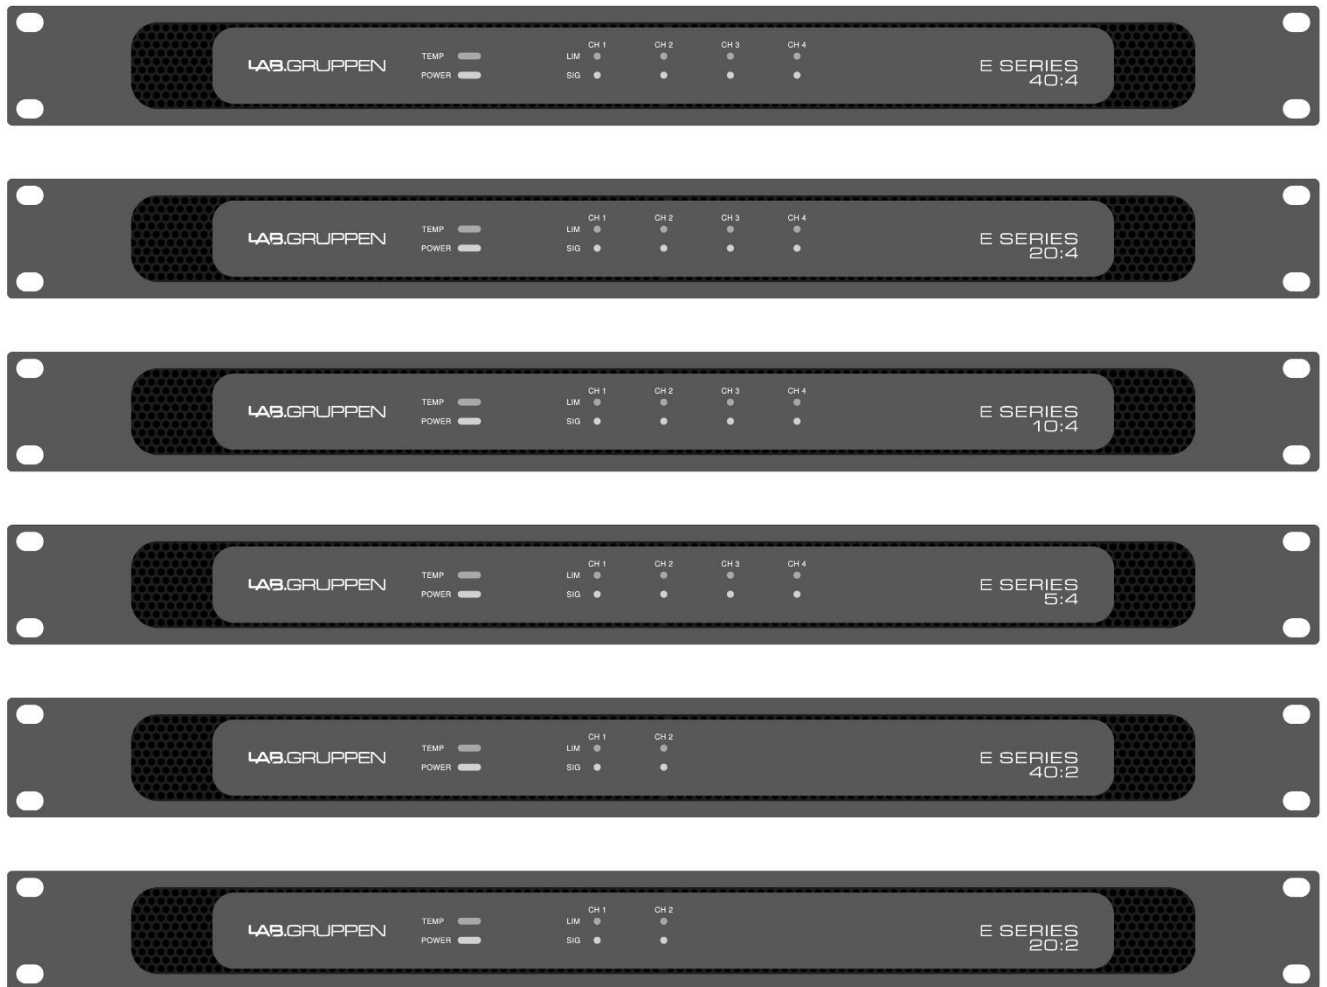 CH 1 CH 2 CH 3 CH 4
LAB.GRUPPEN TEMP LIM E SERIES
POWER SIG 40:4
CH 1 CH 2 CH 3 CH 4
LAB.GRUPPEN TEMP LIM E SERIES
POWER SIG 20:4
CH 1 CH 2 CH 3 CH 4
LAB.GRUPPEN TEMP LIM E SERIES
POWER SIG 10:4
CH 1 CH 2 CH 3 CH 4
LAB.GRUPPEN TEMP LIM E SERIES
POWER SIG 5:4
CH 1 CH 2
LAB.GRUPPEN TEMP LIM E SERIES
POWER SIG 40:2
CH 1 CH 2
LAB.GRUPPEN TEMP LIM E SERIES
POWER SIG 20:2